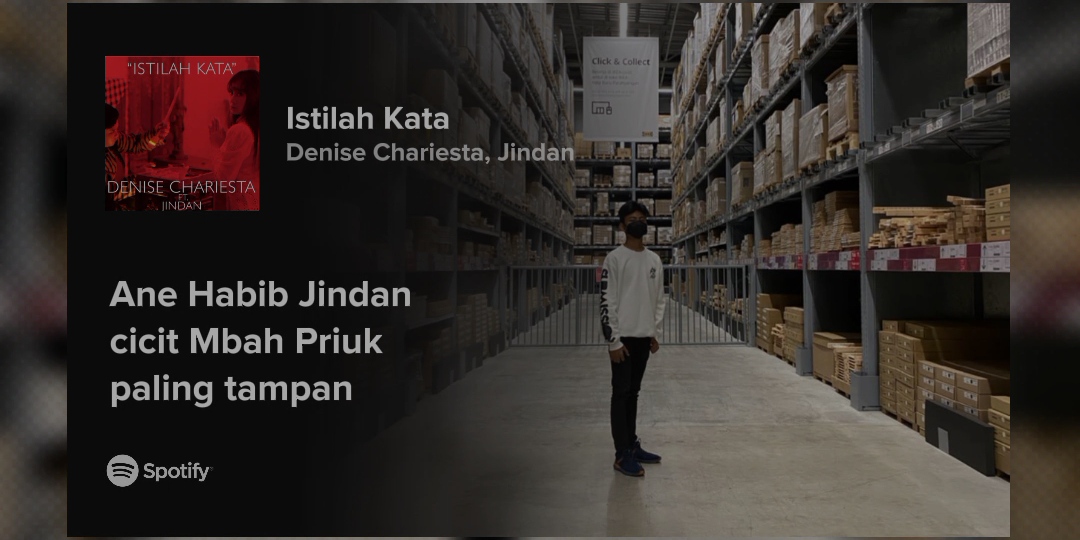 "ISTILAH KATA"
DENISE CHARIESTA
FT.
JINDAN
Istilah Kata
Denise Chariesta, Jindan
Ane Habib Jindan
cicit Mbah Priuk
paling tampan
Spotify
Click & Collect